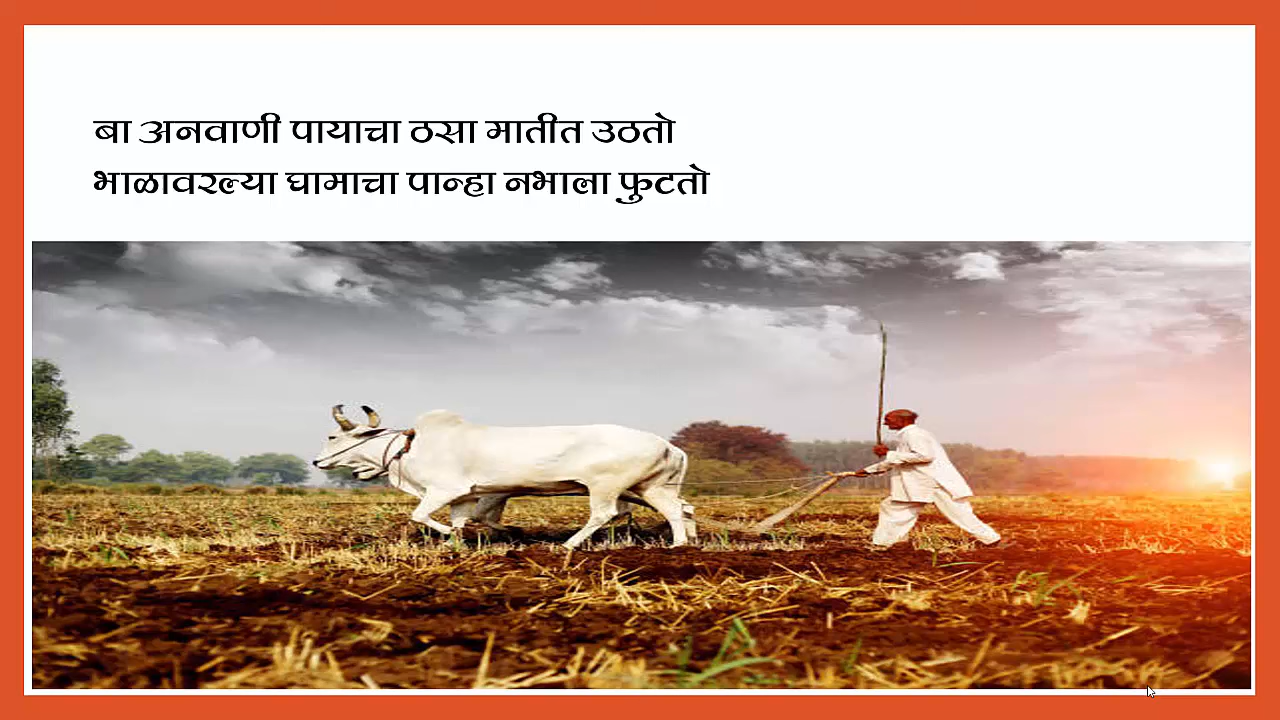 बा अनवाणी पायाचा ठसा मातीत उठतो
भाळावरल्या घामाचा पान्हा नभाला फुटतो